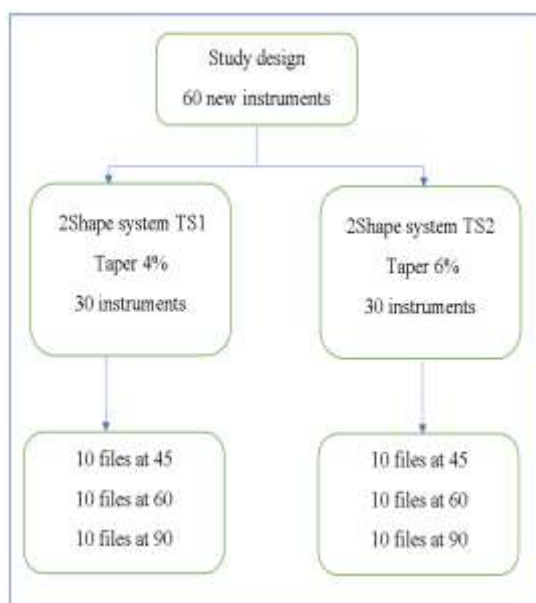 Study design
60 new instruments
2Shape system TS1
Taper 4%
30 instruments
2Shape system TS2
Taper 6%
30 instruments
10 files at 45
10 files at 60
10 files at 90
10 files at 45
10 files at 60
10 files at 90